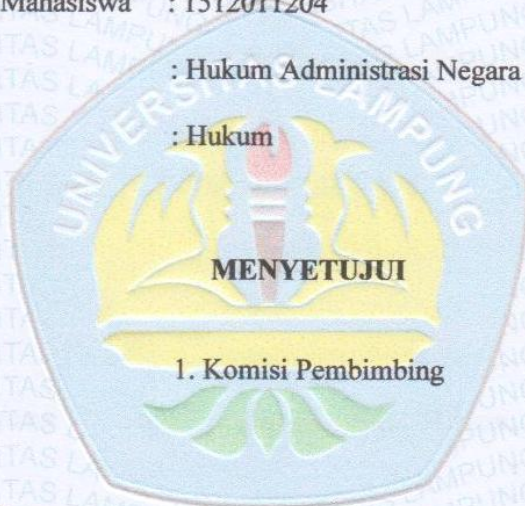 Mahasiswa : 1512011204
: Hukum Administrasi Negara
: Hukum
UNIVERSITAS LAMPUNG
MENYETUJUI
1. Komisi Pembimbing